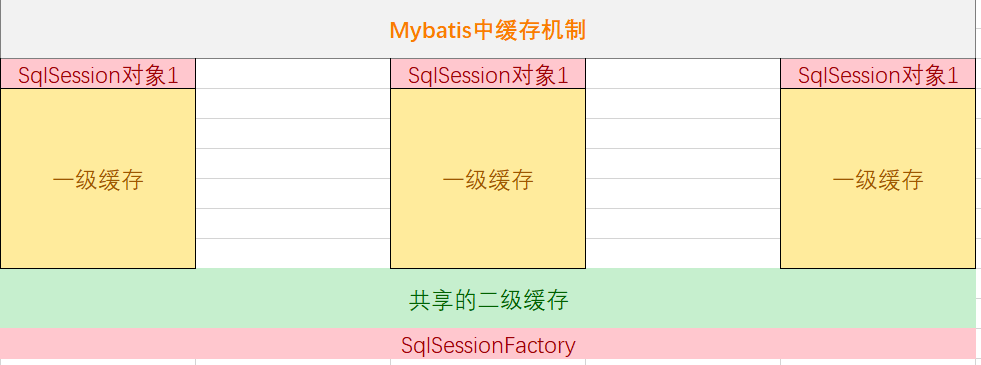 Mybatis中缓存机制
SqlSession对象1
SqlSession对象1
SqlSession对象1
一级缓存
一级缓存
一级缓存
共享的二级缓存
SqlSessionFactory